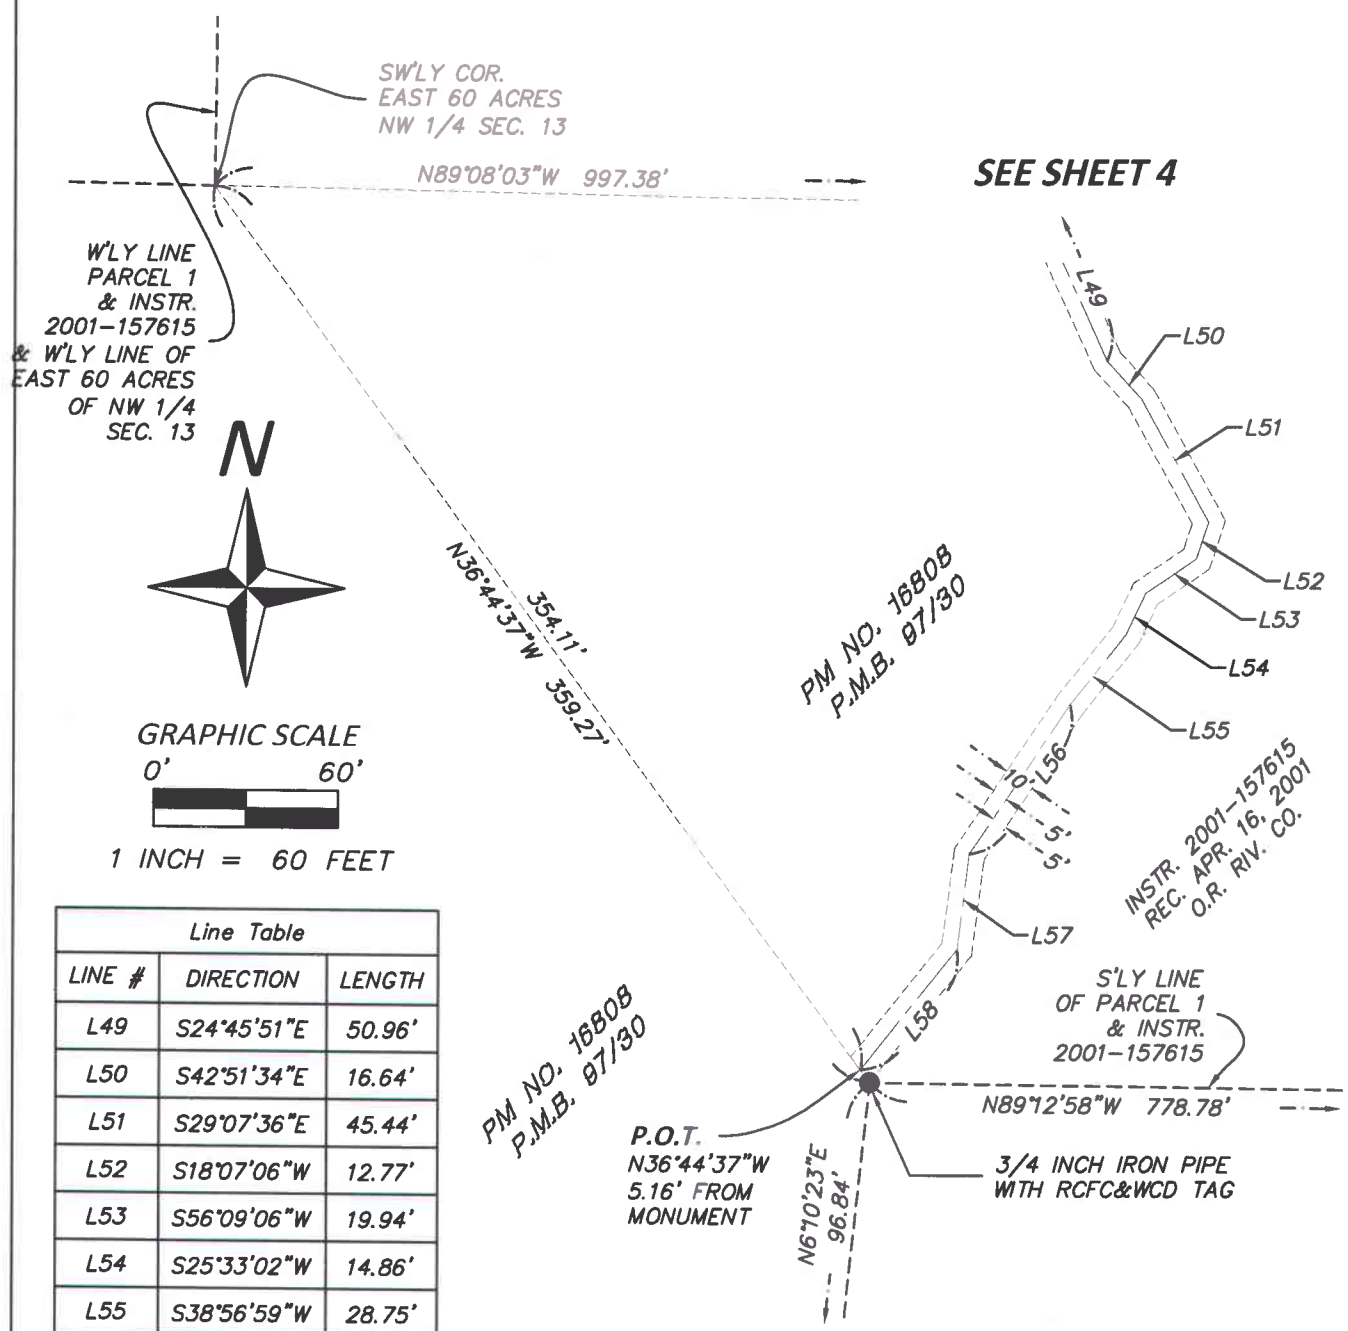 SW'LY COR.
EAST 60 ACRES
NW 1/4 SEC. 13
N89°08'03"W 997.38'
SEE SHEET 4
W'LY LINE
PARCEL 1
& INSTR.
2001-157615
& W'LY LINE OF
EAST 60 ACRES
OF NW 1/4
SEC. 13
N
L49
L50
L51
L52
L53
L54
L55
L56
10'
5'
5'
L57
L58
354.11'
N36°44'37"W 359.27'
PM NO. 16808
P.M.B. 97/30
GRAPHIC SCALE
0' 60'
1 INCH = 60 FEET
INSTR. 2001-157615
REC. APR. 16, 2001
O.R. RIV. CO.
S'LY LINE
OF PARCEL 1
& INSTR.
2001-157615
N89°12'58"W 778.78'
PM NO. 16808
P.M.B. 97/30
P.O.T.
N36°44'37"W
5.16' FROM
MONUMENT
N6°10'23"E
96.84'
3/4 INCH IRON PIPE
WITH RCFC&WCD TAG
Line Table
LINE # DIRECTION LENGTH
L49 S24°45'51"E 50.96'
L50 S42°51'34"E 16.64'
L51 S29°07'36"E 45.44'
L52 S18°07'06"W 12.77'
L53 S56°09'06"W 19.94'
L54 S25°33'02"W 14.86'
L55 S38°56'59"W 28.75'